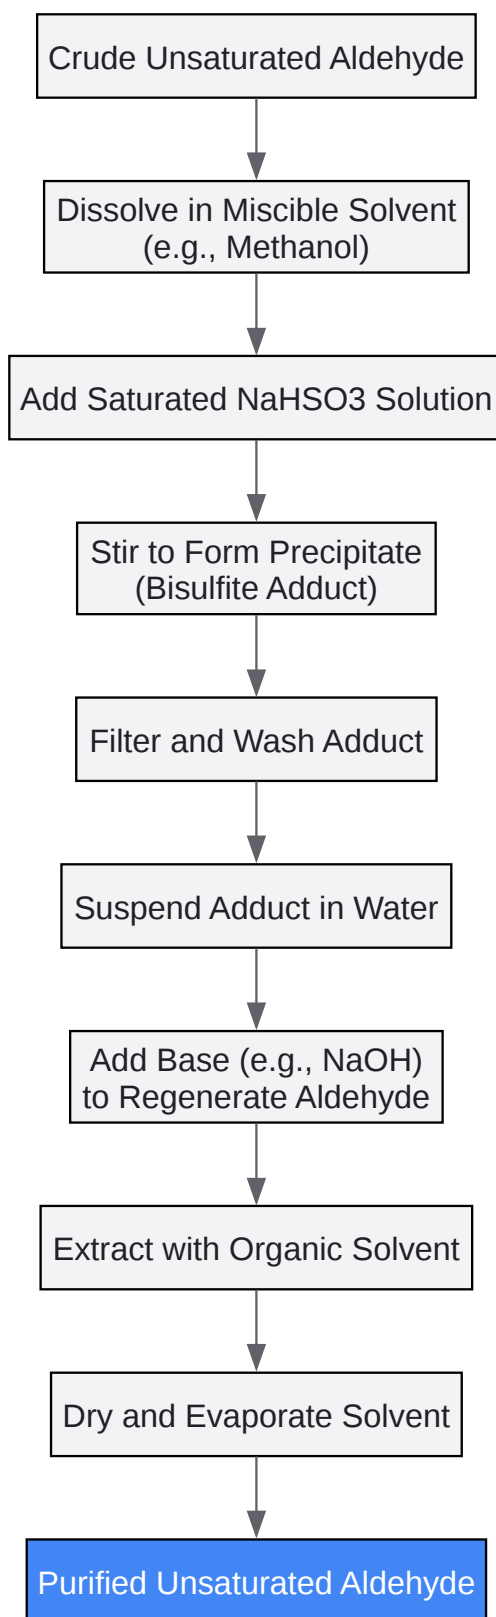 Crude Unsaturated Aldehyde
Dissolve in Miscible Solvent
(e.g., Methanol)
Add Saturated NaHSO3 Solution
Stir to Form Precipitate
(Bisulfite Adduct)
Filter and Wash Adduct
Suspend Adduct in Water
Add Base (e.g., NaOH)
to Regenerate Aldehyde
Extract with Organic Solvent
Dry and Evaporate Solvent
Purified Unsaturated Aldehyde